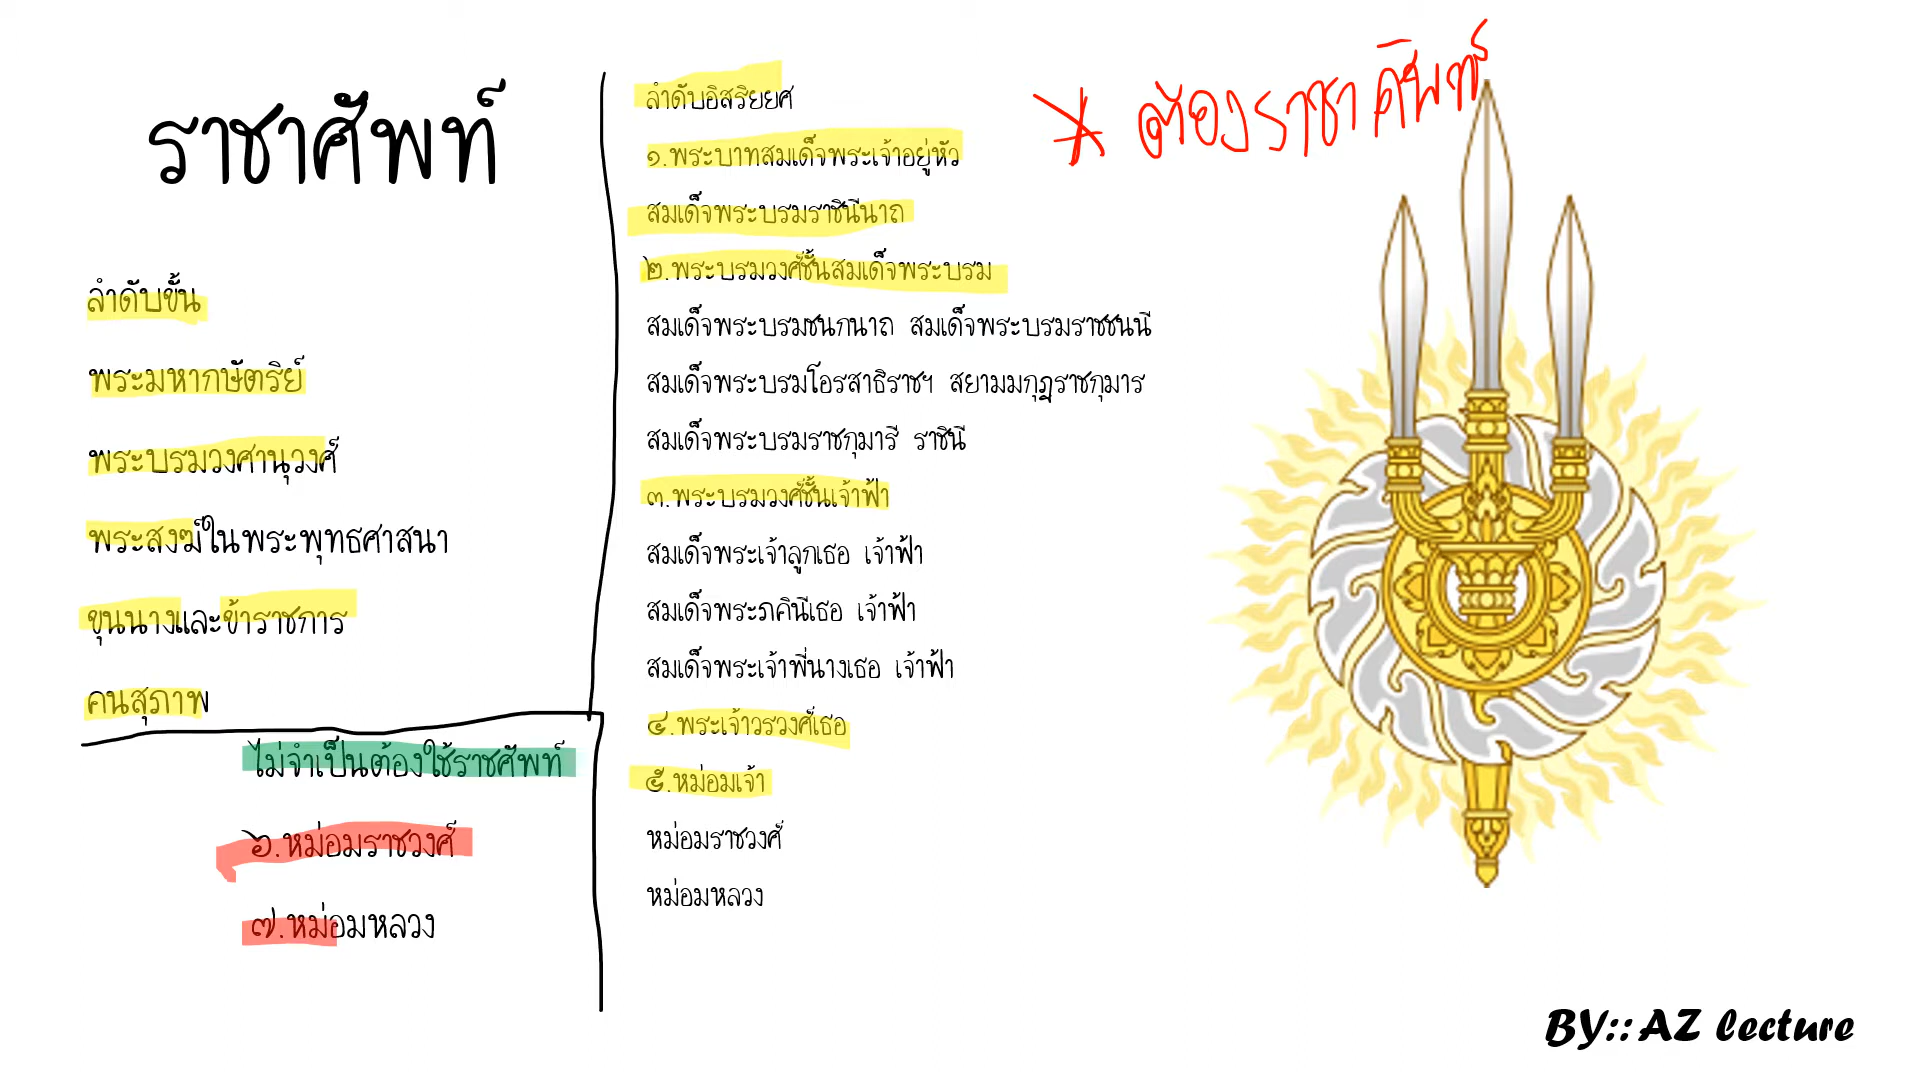 ราชาศัพท์
ลำดับขั้น
พระมหากษัตริย์
พระบรมวงศานุวงศ์
พระสงฆ์ในพระพุทธศาสนา
ขุนนางและข้าราชการ
คนสุภาพ
ไม่จำเป็นต้องใช้ราชศัพท์
๖.หม่อมราชวงศ์
๗.หม่อมหลวง
ลำดับอิสริยยศ
๑.พระบาทสมเด็จพระเจ้าอยู่หัว
สมเด็จพระบรมราชินีนาถ
๒.พระบรมวงศ์ชั้นสมเด็จพระบรม
สมเด็จพระบรมชนกนาถ สมเด็จพระบรมราชชนนี
สมเด็จพระบรมโอรสาธิราชฯ สยามมกุฎราชกุมาร
สมเด็จพระบรมราชกุมารี ราชินี
๓.พระบรมวงศ์ชั้นเจ้าฟ้า
สมเด็จพระเจ้าลูกเธอ เจ้าฟ้า
สมเด็จพระภคินีเธอ เจ้าฟ้า
สมเด็จพระเจ้าพี่นางเธอ เจ้าฟ้า
๔.พระเจ้าวรวงศ์เธอ
๕.หม่อมเจ้า
หม่อมราชวงศ์
หม่อมหลวง
* ต้องราชาศัพท์
BY:: AZ lecture